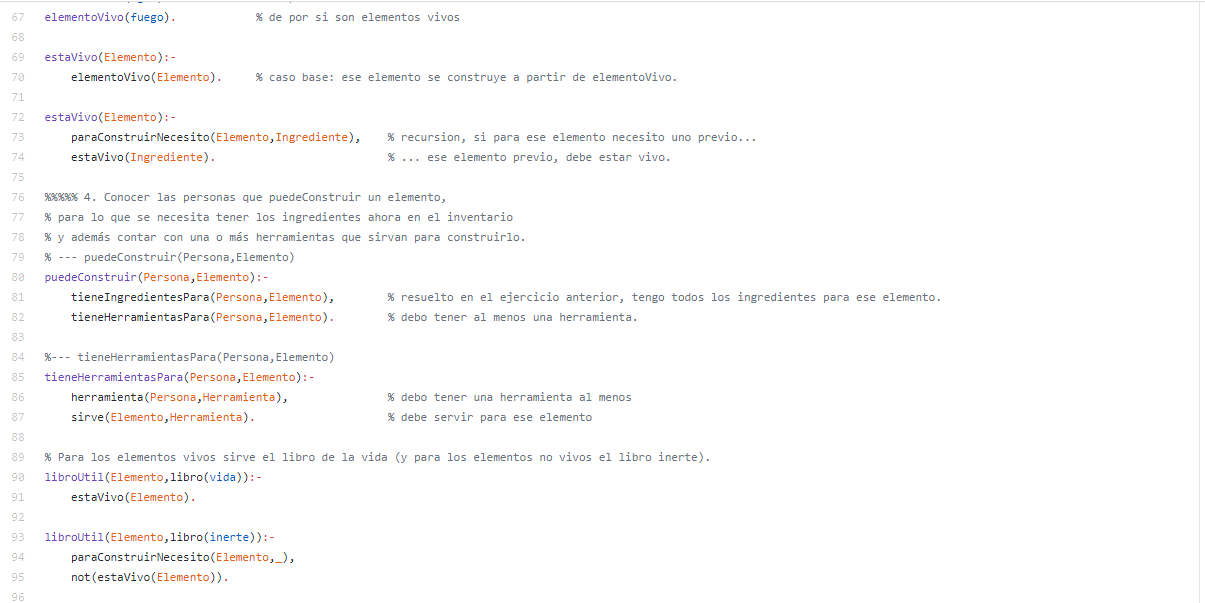 67 elementoVivo(fuego). % de por si son elementos vivos
68
69 estaVivo(Elemento):-
70 elementoVivo(Elemento). % caso base: ese elemento se construye a partir de elementoVivo.
71
72 estaVivo(Elemento):-
73 paraConstruirNecesito(Elemento,Ingrediente), % recursion, si para ese elemento necesito uno previo...
74 estaVivo(Ingrediente). % ... ese elemento previo, debe estar vivo.
75
76 %%%%% 4. Conocer las personas que puedeConstruir un elemento,
77 % para lo que se necesita tener los ingredientes ahora en el inventario
78 % y además contar con una o más herramientas que sirvan para construirlo.
79 % --- puedeConstruir(Persona,Elemento)
80 puedeConstruir(Persona,Elemento):-
81 tieneIngredientesPara(Persona,Elemento), % resuelto en el ejercicio anterior, tengo todos los ingredientes para ese elemento.
82 tieneHerramientasPara(Persona,Elemento). % debo tener al menos una herramienta.
83
84 %--- tieneHerramientasPara(Persona,Elemento)
85 tieneHerramientasPara(Persona,Elemento):-
86 herramienta(Persona,Herramienta), % debo tener una herramienta al menos
87 sirve(Elemento,Herramienta). % debe servir para ese elemento
88
89 % Para los elementos vivos sirve el libro de la vida (y para los elementos no vivos el libro inerte).
90 libroUtil(Elemento,libro(vida)):-
91 estaVivo(Elemento).
92
93 libroUtil(Elemento,libro(inerte)):-
94 paraConstruirNecesito(Elemento,_),
95 not(estaVivo(Elemento)).
96